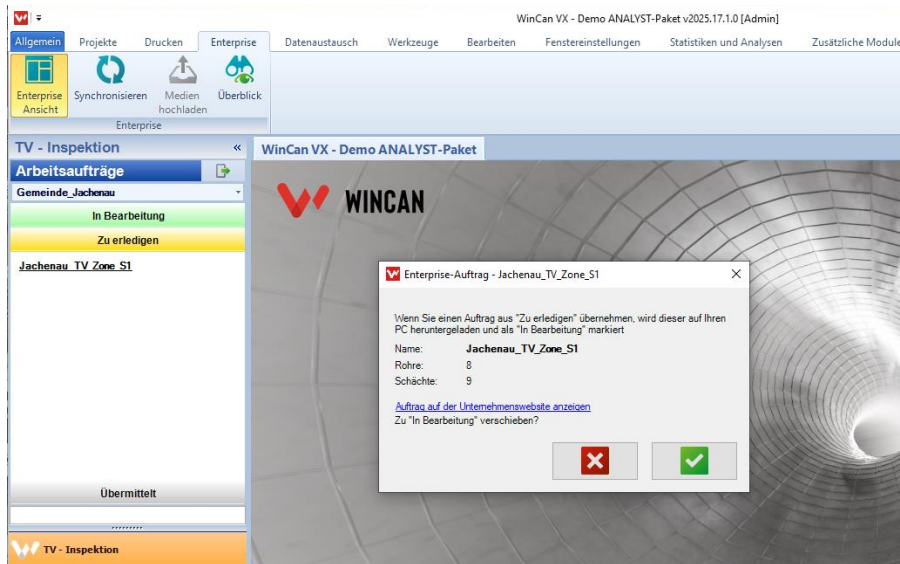 WinCan VX - Demo ANALYST-Paket v2025.17.1.0 [Admin]
Allgemein Projekte Drucken Enterprise Datenaustausch Werkzeuge Bearbeiten Fenstereinstellungen Statistiken und Analysen Zusätzliche Module
Enterprise Ansicht
Synchronisieren
Medien hochladen
Überblick
Enterprise
TV - Inspektion «
WinCan VX - Demo ANALYST-Paket
Arbeitsaufträge
Gemeinde_Jachenau
In Bearbeitung
Zu erledigen
Jachenau_TV_Zone_S1
WINCAN
Enterprise-Auftrag - Jachenau_TV_Zone_S1
Wenn Sie einen Auftrag aus "Zu erledigen" übernehmen, wird dieser auf Ihren
PC heruntergeladen und als "In Bearbeitung" markiert
Name: Jachenau_TV_Zone_S1
Rohre: 8
Schächte: 9
Auftrag auf der Unternehmenswebsite anzeigen
Zu "In Bearbeitung" verschieben?
Übermittelt
TV - Inspektion